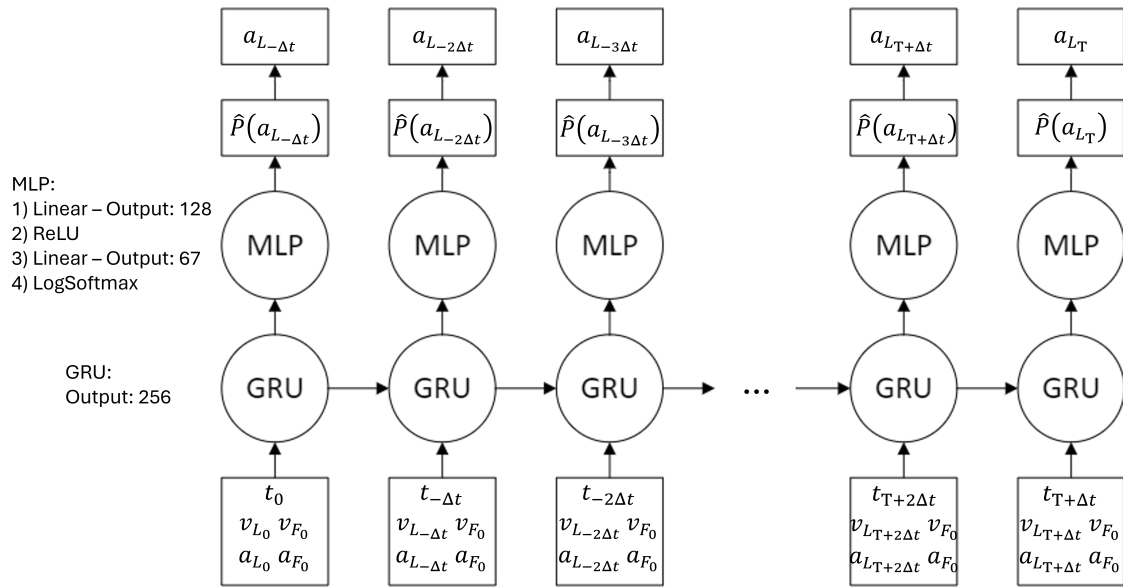 a_{L_{-Δt}} a_{L_{-2Δt}} a_{L_{-3Δt}} a_{L_{T+Δt}} a_{L_T}
P̂(a_{L_{-Δt}}) P̂(a_{L_{-2Δt}}) P̂(a_{L_{-3Δt}}) P̂(a_{L_{T+Δt}}) P̂(a_{L_T})
MLP:
1) Linear – Output: 128
2) ReLU
3) Linear – Output: 67
4) LogSoftmax
MLP MLP MLP MLP MLP
GRU:
Output: 256
GRU GRU GRU ... GRU GRU
t_0 t_{-Δt} t_{-2Δt} t_{T+2Δt} t_{T+Δt}
v_{L_0} v_{F_0} v_{L_{-Δt}} v_{F_0} v_{L_{-2Δt}} v_{F_0} v_{L_{T+2Δt}} v_{F_0} v_{L_{T+Δt}} v_{F_0}
a_{L_0} a_{F_0} a_{L_{-Δt}} a_{F_0} a_{L_{-2Δt}} a_{F_0} a_{L_{T+2Δt}} a_{F_0} a_{L_{T+Δt}} a_{F_0}